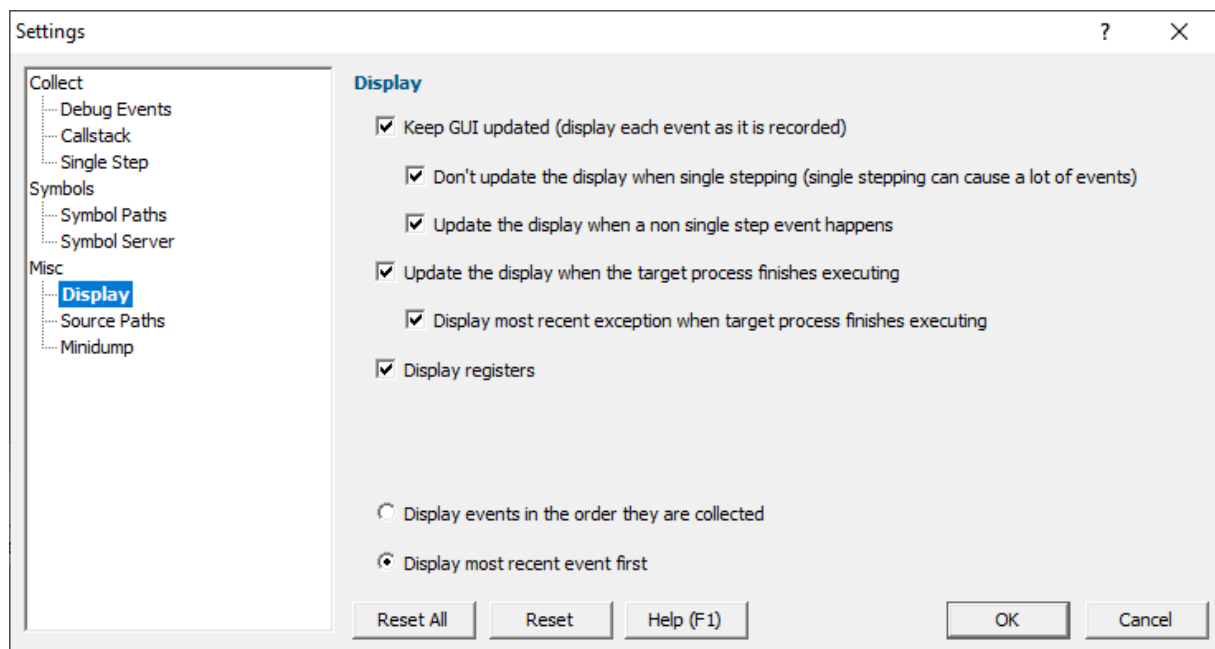 Settings
?
Collect
Debug Events
Callstack
Single Step
Symbols
Symbol Paths
Symbol Server
Misc
Display
Source Paths
Minidump
Display
Keep GUI updated (display each event as it is recorded)
Don't update the display when single stepping (single stepping can cause a lot of events)
Update the display when a non single step event happens
Update the display when the target process finishes executing
Display most recent exception when target process finishes executing
Display registers
Display events in the order they are collected
Display most recent event first
Reset All
Reset
Help (F1)
OK
Cancel